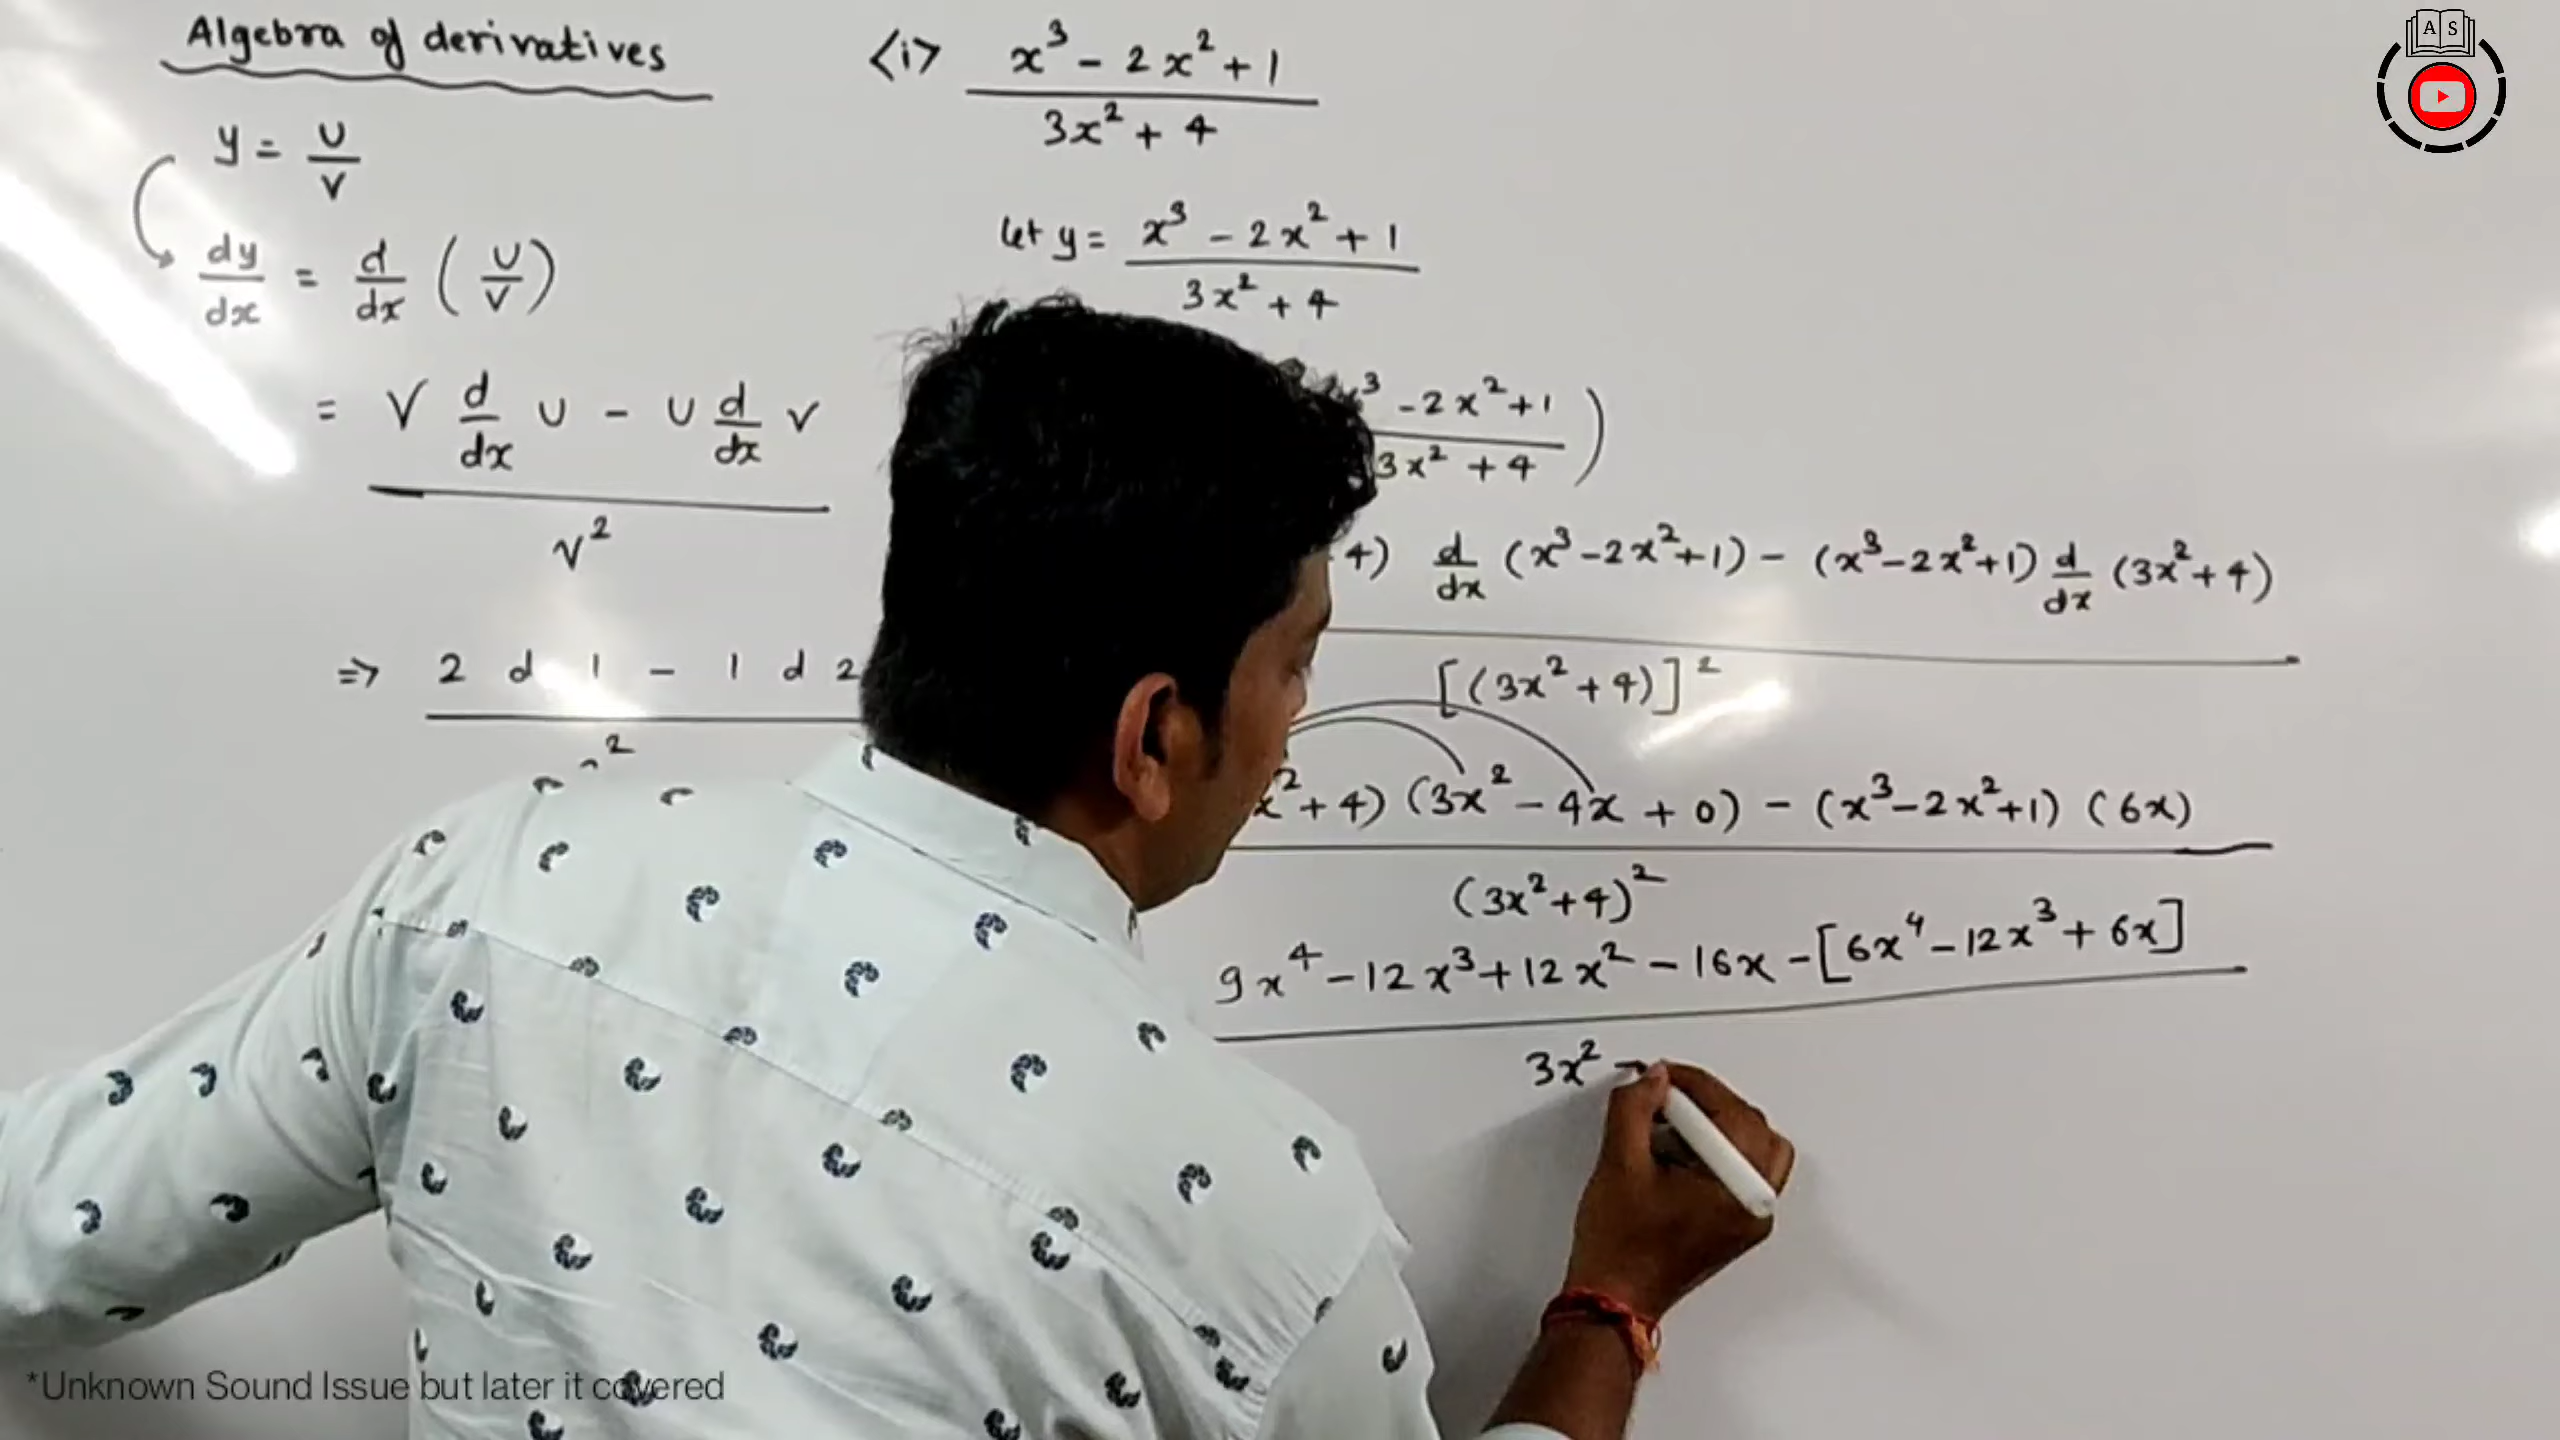 Algebra of derivatives
y = u/v
dy/dx = d/dx (u/v)
= v d/dx u - u d/dx v
v²
⇒ 2 d 1 - 1 d 2
2
<i> x³ - 2x² + 1
3x² + 4
let y = x³ - 2x² + 1
3x² + 4
x³ - 2x² + 1 )
3x² + 4
4) d/dx (x³-2x²+1) - (x³-2x²+1) d/dx (3x²+4)
[(3x²+4)]²
x²+4) (3x² - 4x + 0) - (x³-2x²+1) (6x)
(3x²+4)²
9x⁴ - 12x³ + 12x² - 16x - [6x⁴ - 12x³ + 6x]
3x²
A S
*Unknown Sound Issue but later it covered